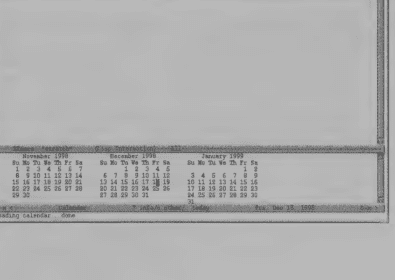 November 1998 December 1998 January 1999
Su Mo Tu We Th Fr Sa Su Mo Tu We Th Fr Sa Su Mo Tu We Th Fr Sa
1 2 3 4 5 6 7 1 2 3 4 5 1 2
8 9 10 11 12 13 14 6 7 8 9 10 11 12 3 4 5 6 7 8 9
15 16 17 18 19 20 21 13 14 15 16 17 18 19 10 11 12 13 14 15 16
22 23 24 25 26 27 28 20 21 22 23 24 25 26 17 18 19 20 21 22 23
29 30 27 28 29 30 31 24 25 26 27 28 29 30
31
Calendar ? info/o other/. today Dec 1998
calendar done